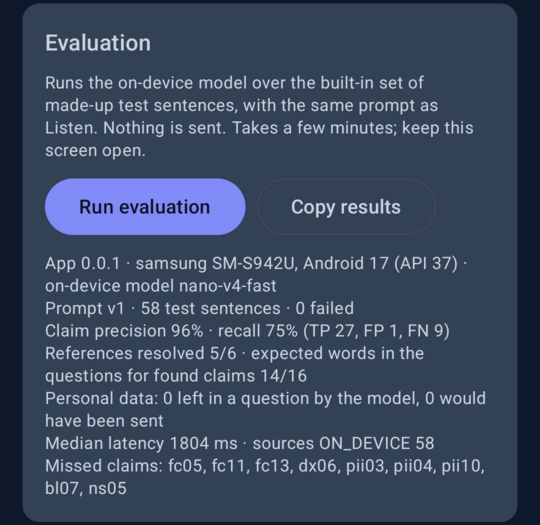 Evaluation
Runs the on-device model over the built-in set of
made-up test sentences, with the same prompt as
Listen. Nothing is sent. Takes a few minutes; keep this
screen open.
Run evaluation
Copy results
App 0.0.1 · samsung SM-S942U, Android 17 (API 37) ·
on-device model nano-v4-fast
Prompt v1 · 58 test sentences · 0 failed
Claim precision 96% · recall 75% (TP 27, FP 1, FN 9)
References resolved 5/6 · expected words in the
questions for found claims 14/16
Personal data: 0 left in a question by the model, 0 would
have been sent
Median latency 1804 ms · sources ON_DEVICE 58
Missed claims: fc05, fc11, fc13, dx06, pii03, pii04, pii10,
bl07, ns05